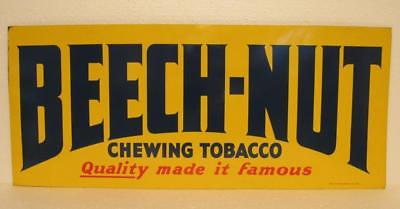 BEECH-NUT
CHEWING TOBACCO
Quality made it famous